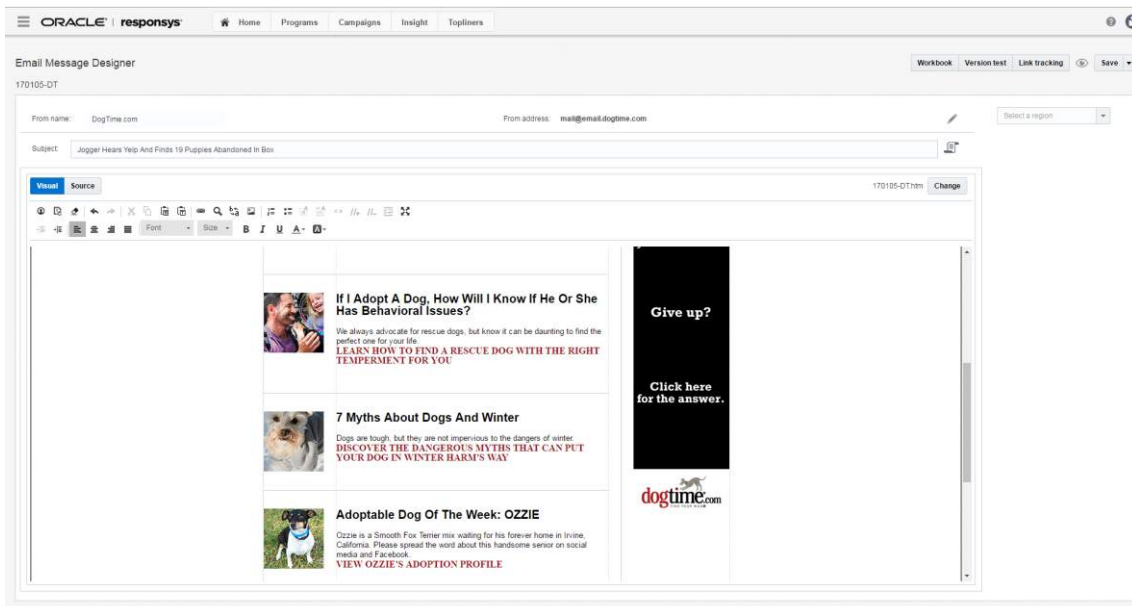 ORACLE | responsys
Home Programs Campaigns Insight Topliners
Email Message Designer
Workbook Version test Link tracking Save
170105-DT
From name: DogTime.com From address: mail@email.dogtime.com
Select a region
Subject: Jogger Hears Yelp And Finds 19 Puppies Abandoned In Box
Visual Source 170105-DT.htm Change
Font Size B I U A A
If I Adopt A Dog, How Will I Know If He Or She
Has Behavioral Issues?
We always advocate for rescue dogs, but know it can be daunting to find the
perfect one for your life.
LEARN HOW TO FIND A RESCUE DOG WITH THE RIGHT
TEMPERMENT FOR YOU
7 Myths About Dogs And Winter
Dogs are tough, but they are not impervious to the dangers of winter.
DISCOVER THE DANGEROUS MYTHS THAT CAN PUT
YOUR DOG IN WINTER HARM'S WAY
Adoptable Dog Of The Week: OZZIE
Ozzie is a Smooth Fox Terrier mix waiting for his forever home in Irvine,
California. Please spread the word about this handsome senior on social
media and Facebook.
VIEW OZZIE'S ADOPTION PROFILE
Give up?
Click here
for the answer.
dogtime.com